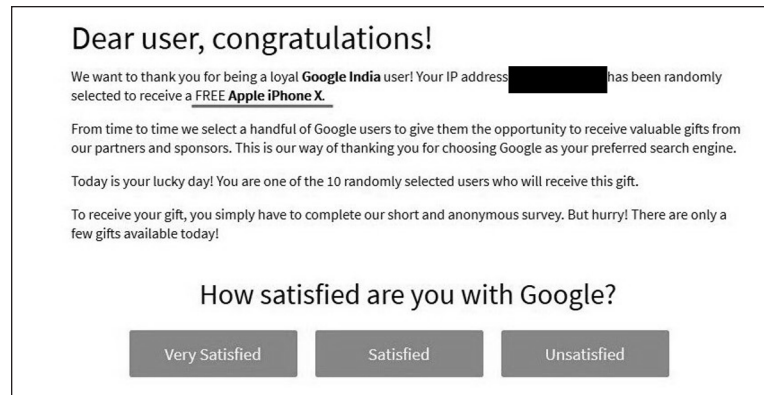 Dear user, congratulations!
We want to thank you for being a loyal Google India user! Your IP address has been randomly
selected to receive a FREE Apple iPhone X.
From time to time we select a handful of Google users to give them the opportunity to receive valuable gifts from
our partners and sponsors. This is our way of thanking you for choosing Google as your preferred search engine.
Today is your lucky day! You are one of the 10 randomly selected users who will receive this gift.
To receive your gift, you simply have to complete our short and anonymous survey. But hurry! There are only a
few gifts available today!
How satisfied are you with Google?
Very Satisfied Satisfied Unsatisfied